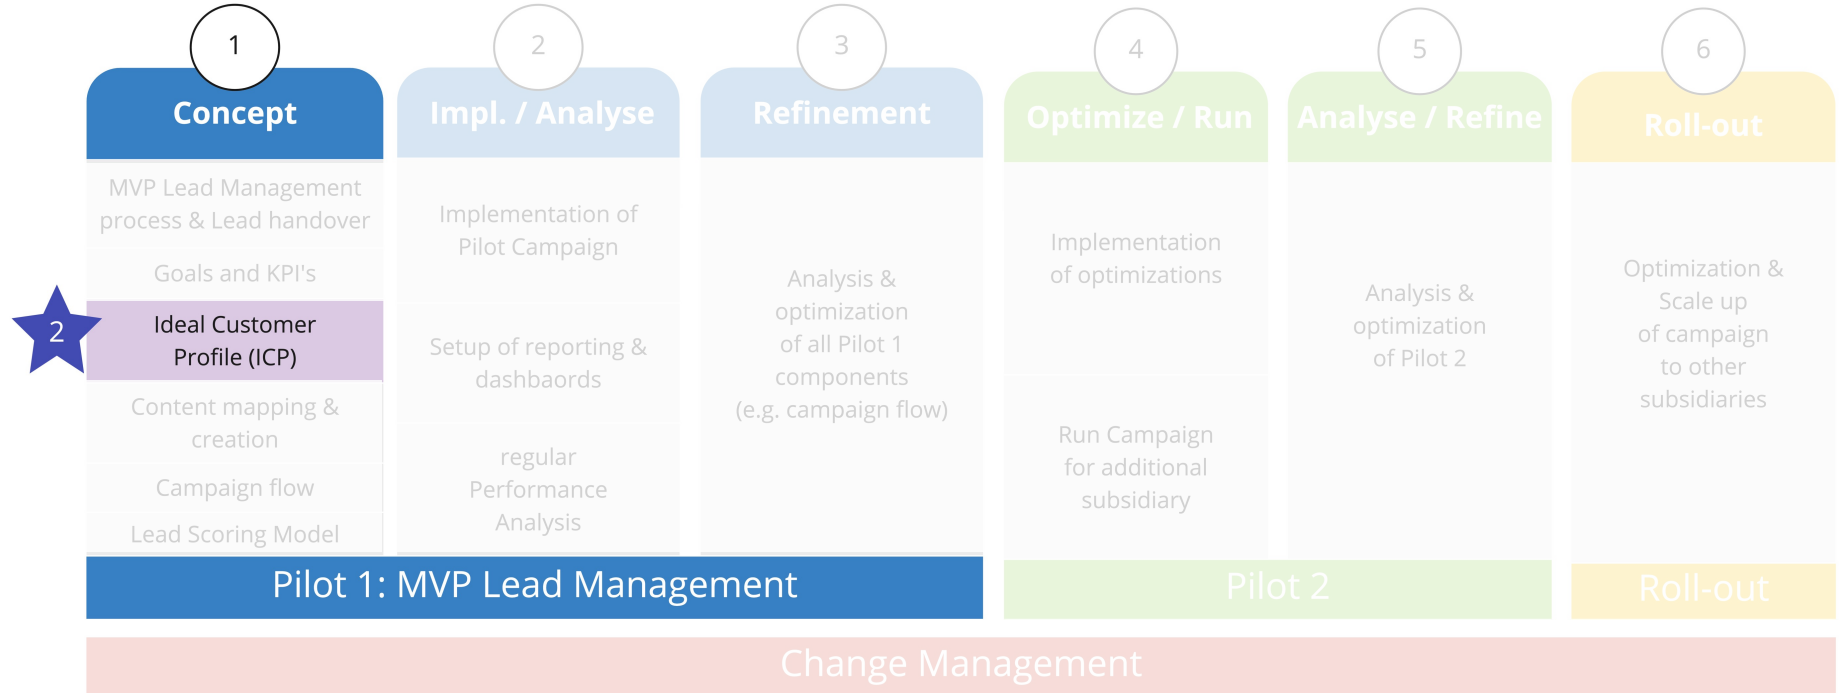 1
Concept
MVP Lead Management
process & Lead handover
Goals and KPI's
2
Ideal Customer
Profile (ICP)
Content mapping &
creation
Campaign flow
Lead Scoring Model
2
Impl. / Analyse
Implementation of
Pilot Campaign
Setup of reporting &
dashbaords
regular
Performance
Analysis
3
Refinement
Analysis &
optimization
of all Pilot 1
components
(e.g. campaign flow)
Pilot 1: MVP Lead Management
4
Optimize / Run
Implementation
of optimizations
Run Campaign
for additional
subsidiary
5
Analyse / Refine
Analysis &
optimization
of Pilot 2
Pilot 2
6
Roll-out
Optimization &
Scale up
of campaign
to other
subsidiaries
Roll-out
Change Management